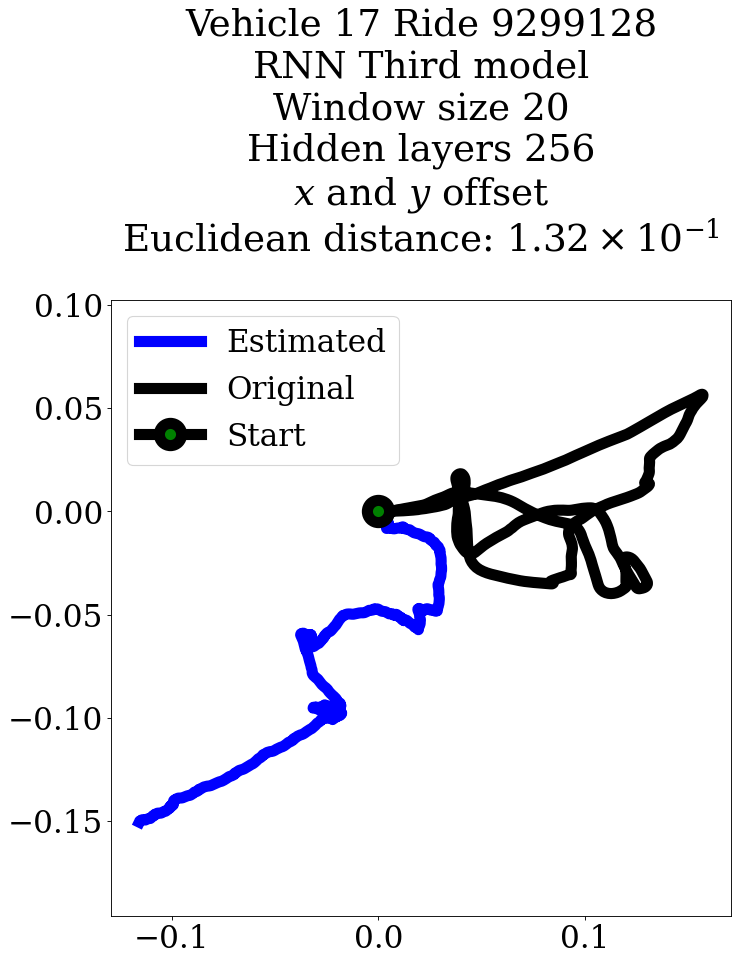 Vehicle 17 Ride 9299128
RNN Third model
Window size 20
Hidden layers 256
x and y offset
Euclidean distance: 1.32 × 10⁻¹
Estimated
Original
Start
0.10
0.05
0.00
−0.05
−0.10
−0.15
−0.1 0.0 0.1